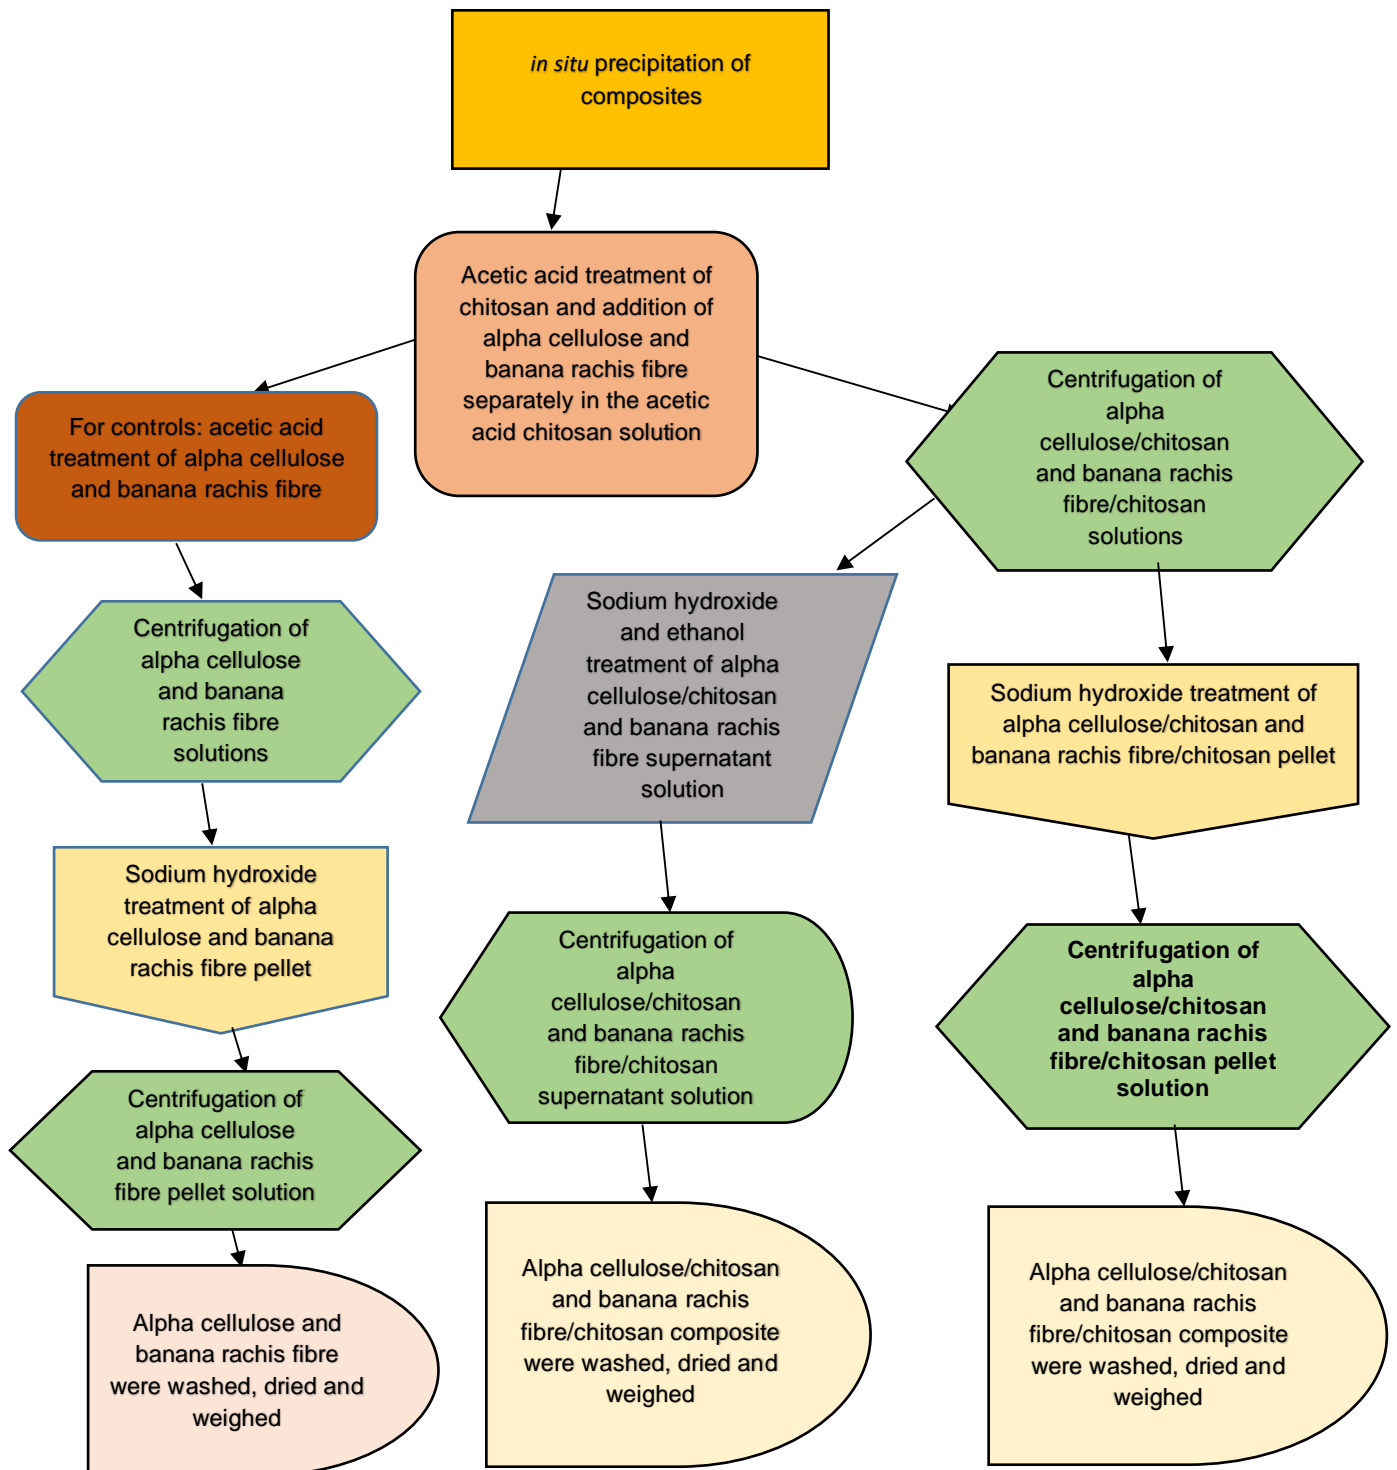 in situ precipitation of
composites
Acetic acid treatment of
chitosan and addition of
alpha cellulose and
banana rachis fibre
separately in the acetic
acid chitosan solution
For controls: acetic acid
treatment of alpha cellulose
and banana rachis fibre
Centrifugation of
alpha
cellulose/chitosan
and banana rachis
fibre/chitosan
solutions
Centrifugation of
alpha cellulose
and banana
rachis fibre
solutions
Sodium hydroxide
and ethanol
treatment of alpha
cellulose/chitosan
and banana rachis
fibre supernatant
solution
Sodium hydroxide treatment of
alpha cellulose/chitosan and
banana rachis fibre/chitosan pellet
Sodium hydroxide
treatment of alpha
cellulose and banana
rachis fibre pellet
Centrifugation of
alpha
cellulose/chitosan
and banana rachis
fibre/chitosan
supernatant solution
Centrifugation of
alpha
cellulose/chitosan
and banana rachis
fibre/chitosan pellet
solution
Centrifugation of
alpha cellulose
and banana rachis
fibre pellet solution
Alpha cellulose and
banana rachis fibre
were washed, dried and
weighed
Alpha cellulose/chitosan
and banana rachis
fibre/chitosan composite
were washed, dried and
weighed
Alpha cellulose/chitosan
and banana rachis
fibre/chitosan composite
were washed, dried and
weighed